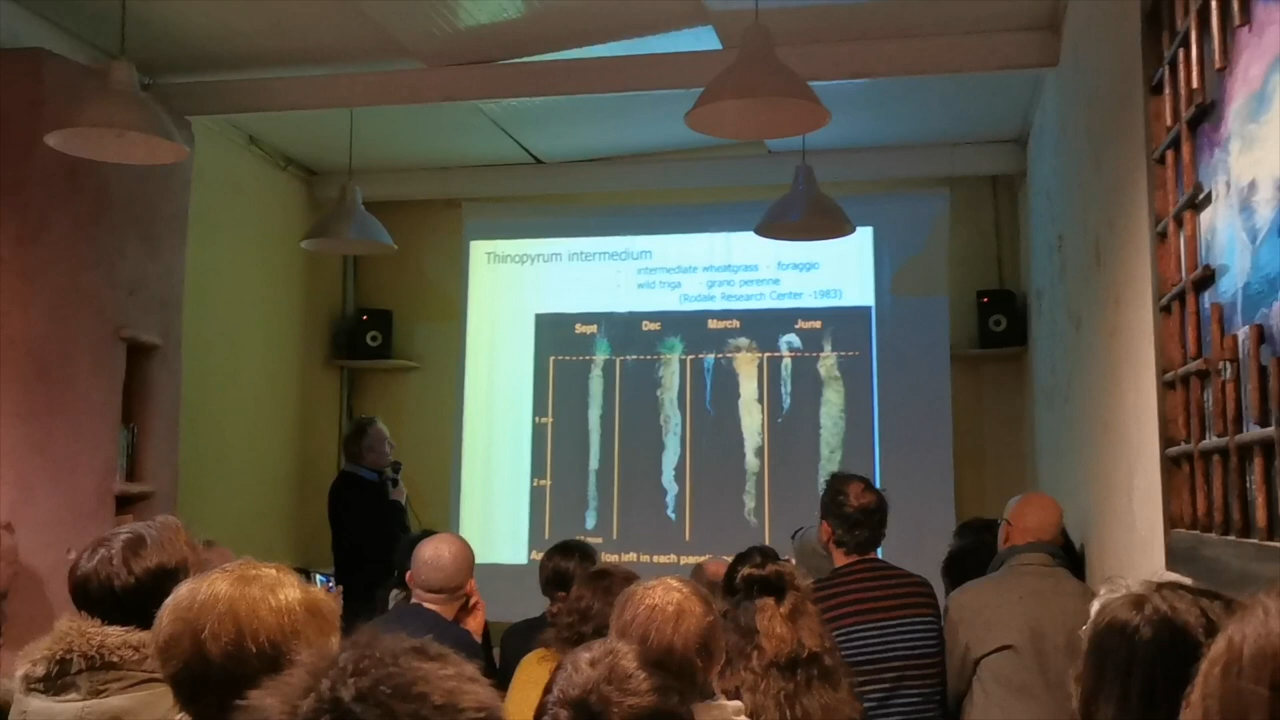 Thinopyrum intermedium
intermediate wheatgrass - foraggio
wild triga - grano perenne
(Rodale Research Center -1983)
Sept Dec March June
1 m
2 m
(on left in each panel